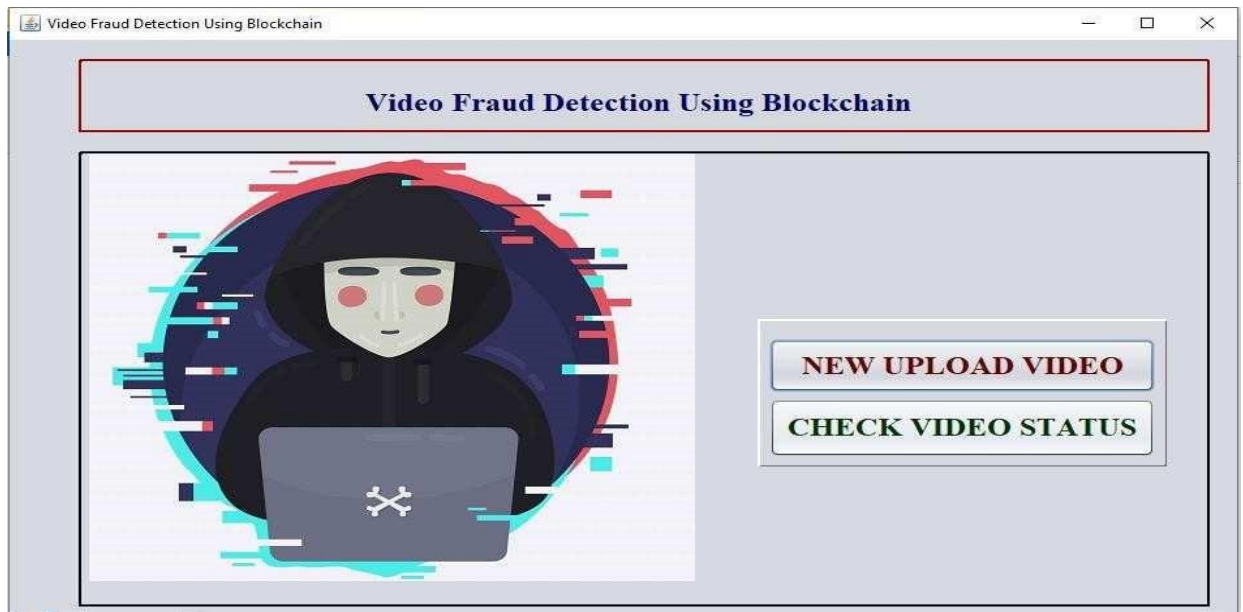 Video Fraud Detection Using Blockchain
Video Fraud Detection Using Blockchain
NEW UPLOAD VIDEO
CHECK VIDEO STATUS